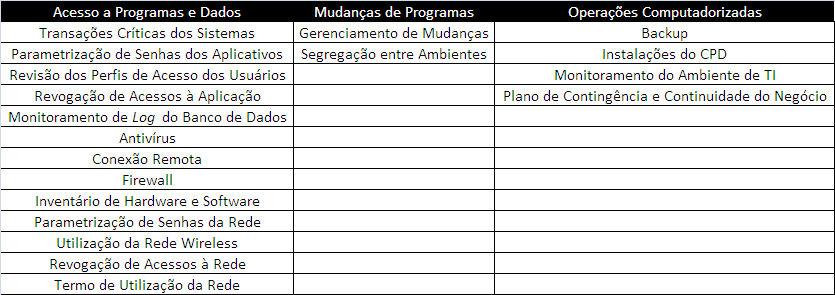 Acesso a Programas e Dados Mudanças de Programas Operações Computadorizadas
Transações Críticas dos Sistemas Gerenciamento de Mudanças Backup
Parametrização de Senhas dos Aplicativos Segregação entre Ambientes Instalações do CPD
Revisão dos Perfis de Acesso dos Usuários Monitoramento do Ambiente de TI
Revogação de Acessos à Aplicação Plano de Contingência e Continuidade do Negócio
Monitoramento de Log do Banco de Dados
Antivírus
Conexão Remota
Firewall
Inventário de Hardware e Software
Parametrização de Senhas da Rede
Utilização da Rede Wireless
Revogação de Acessos à Rede
Termo de Utilização da Rede